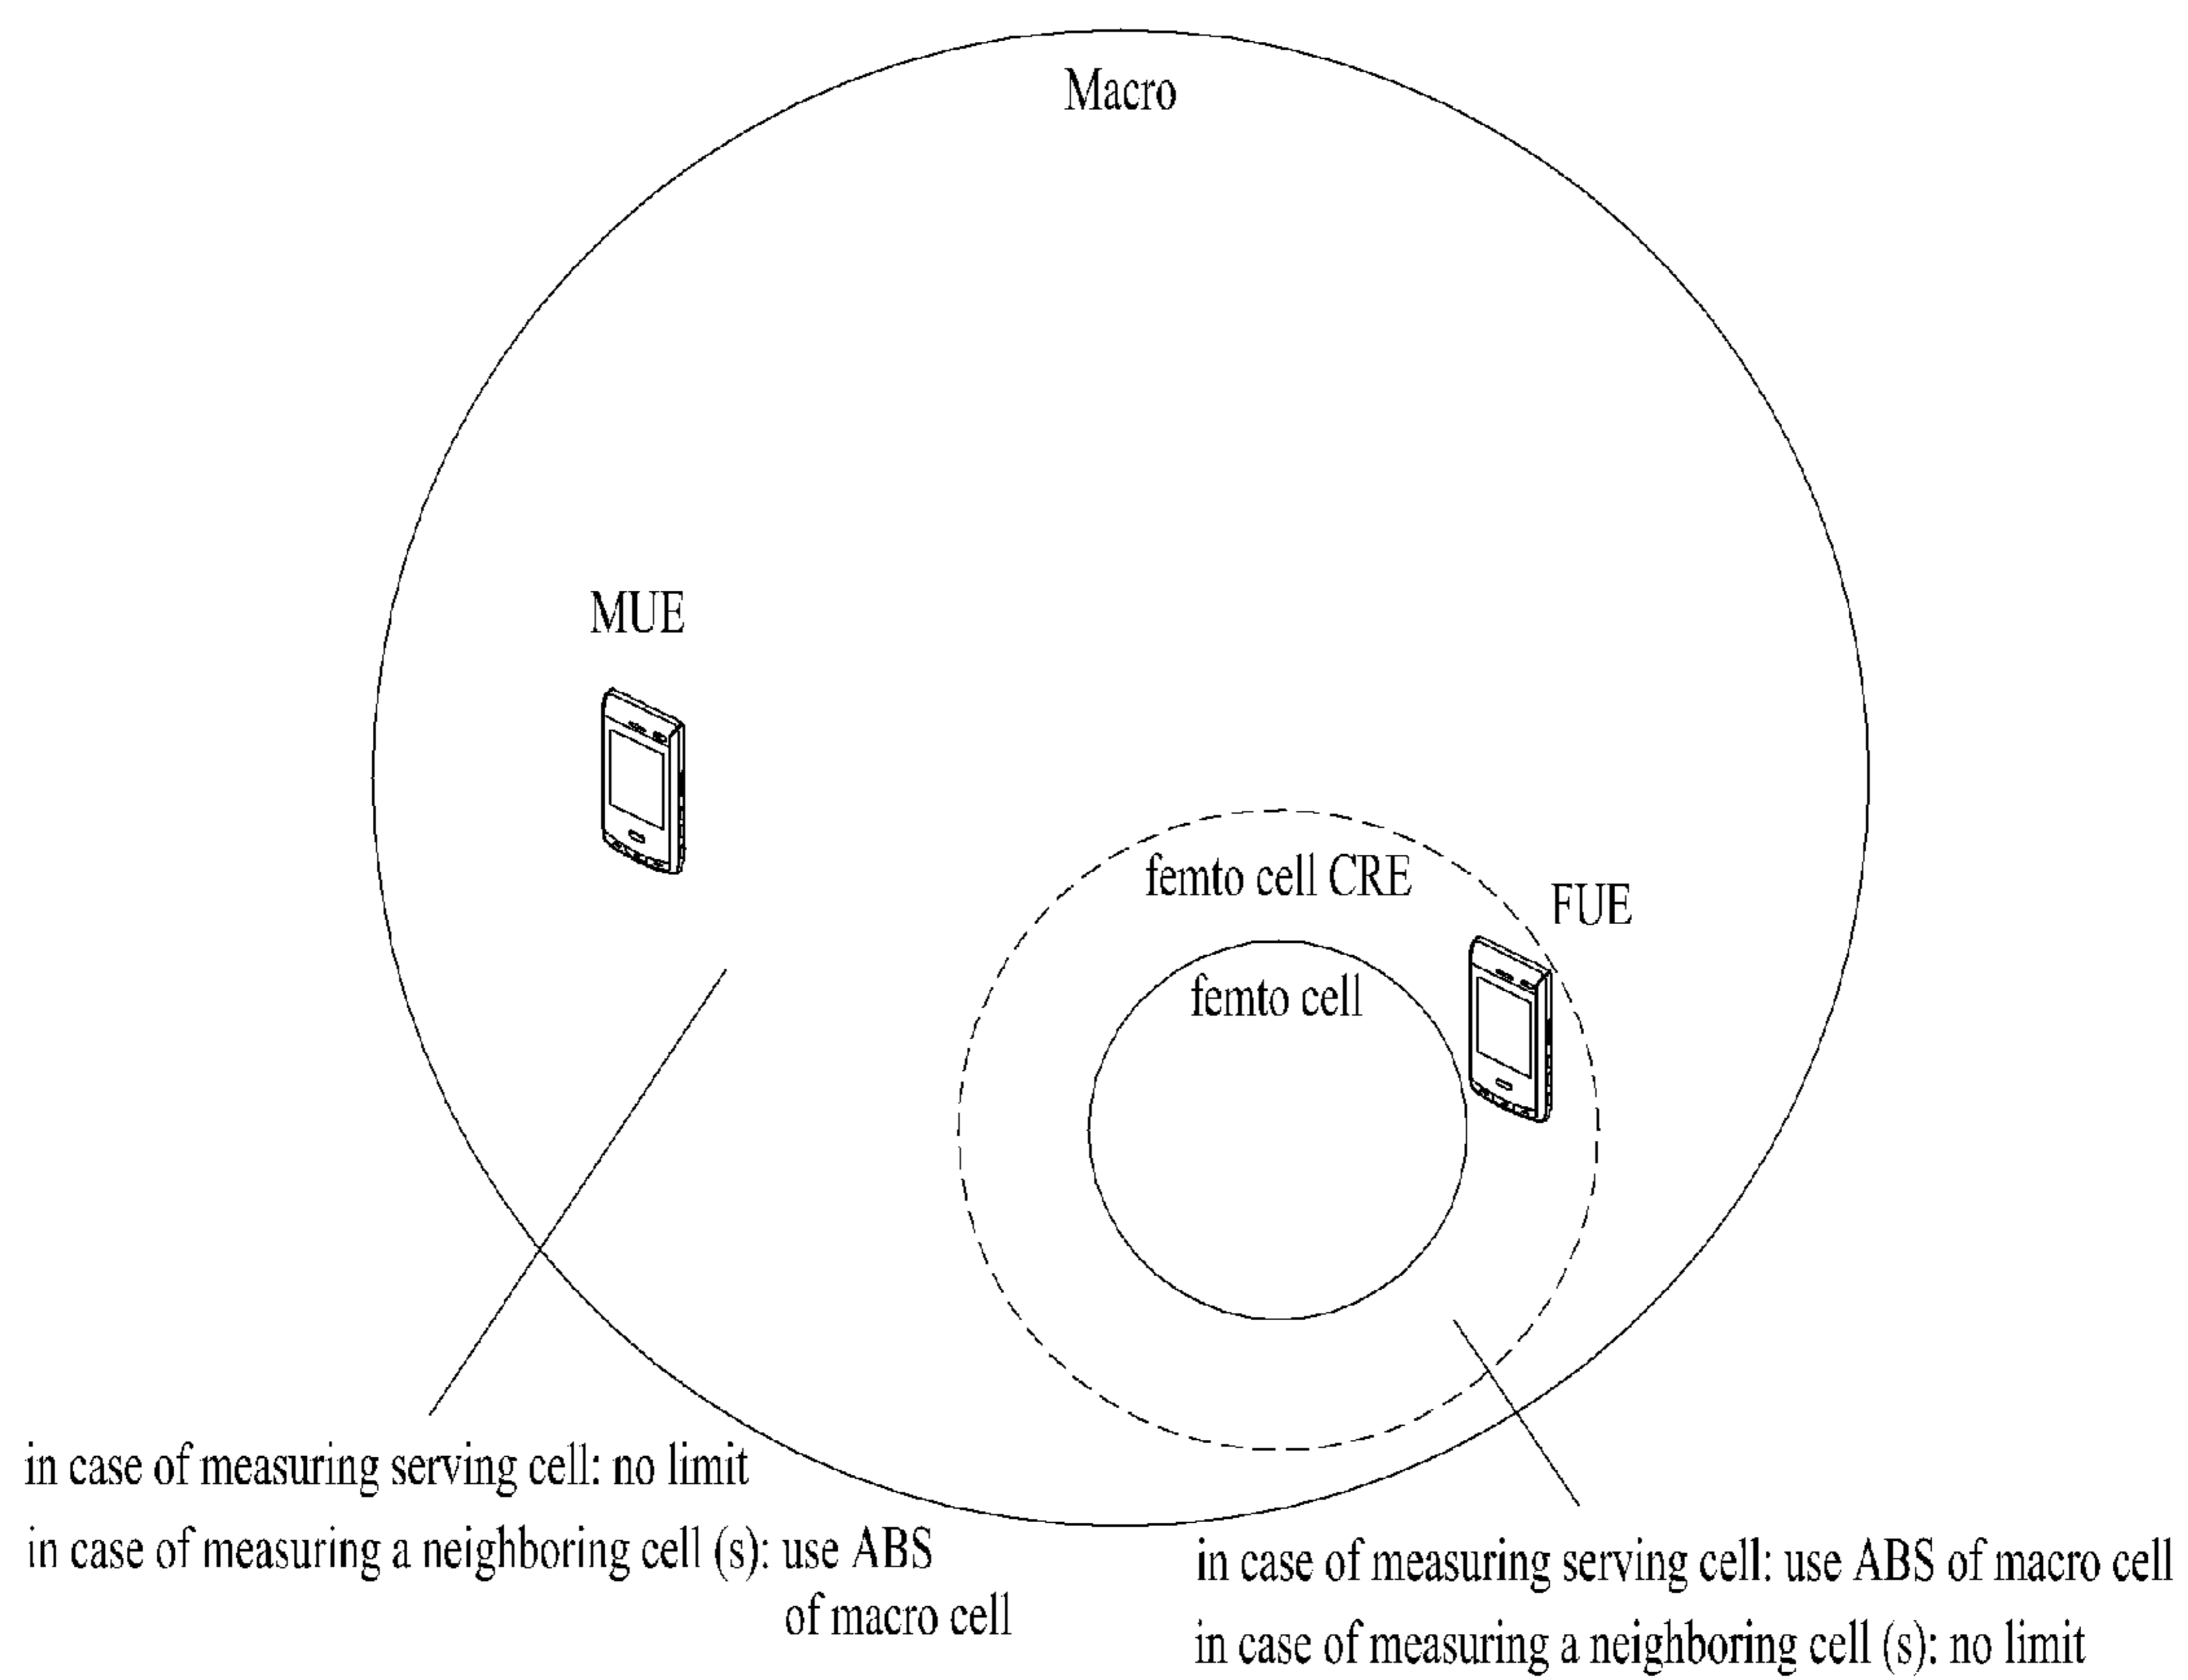 Macro
MUE
femto cell CRE
FUE
femto cell
in case of measuring serving cell: no limit
in case of measuring a neighboring cell (s): use ABS
of macro cell
in case of measuring serving cell: use ABS of macro cell
in case of measuring a neighboring cell (s): no limit